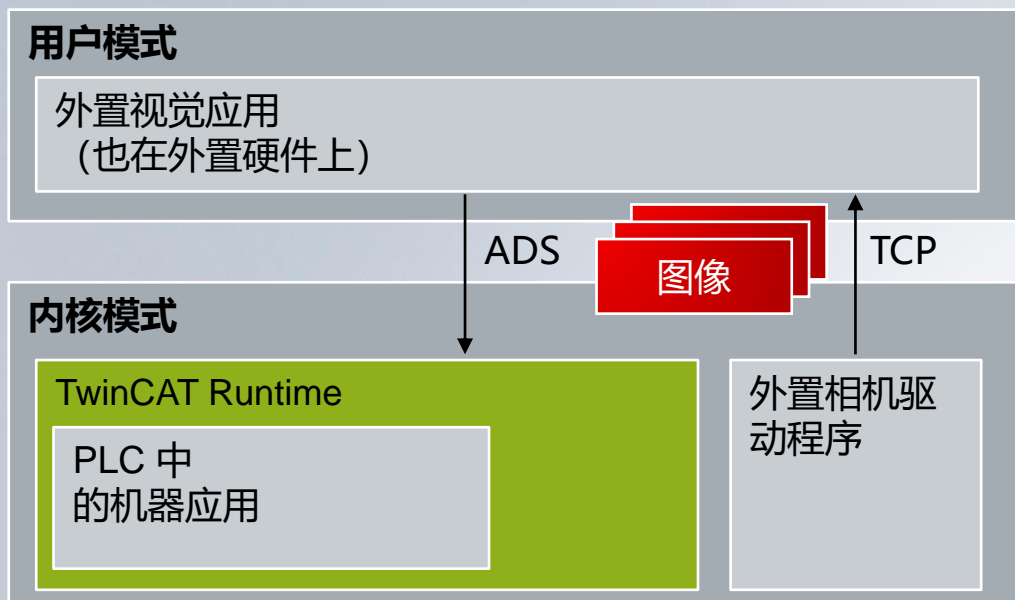 用户模式
外置视觉应用
（也在外置硬件上）
ADS
图像
TCP
内核模式
TwinCAT Runtime
PLC 中
的机器应用
外置相机驱
动程序